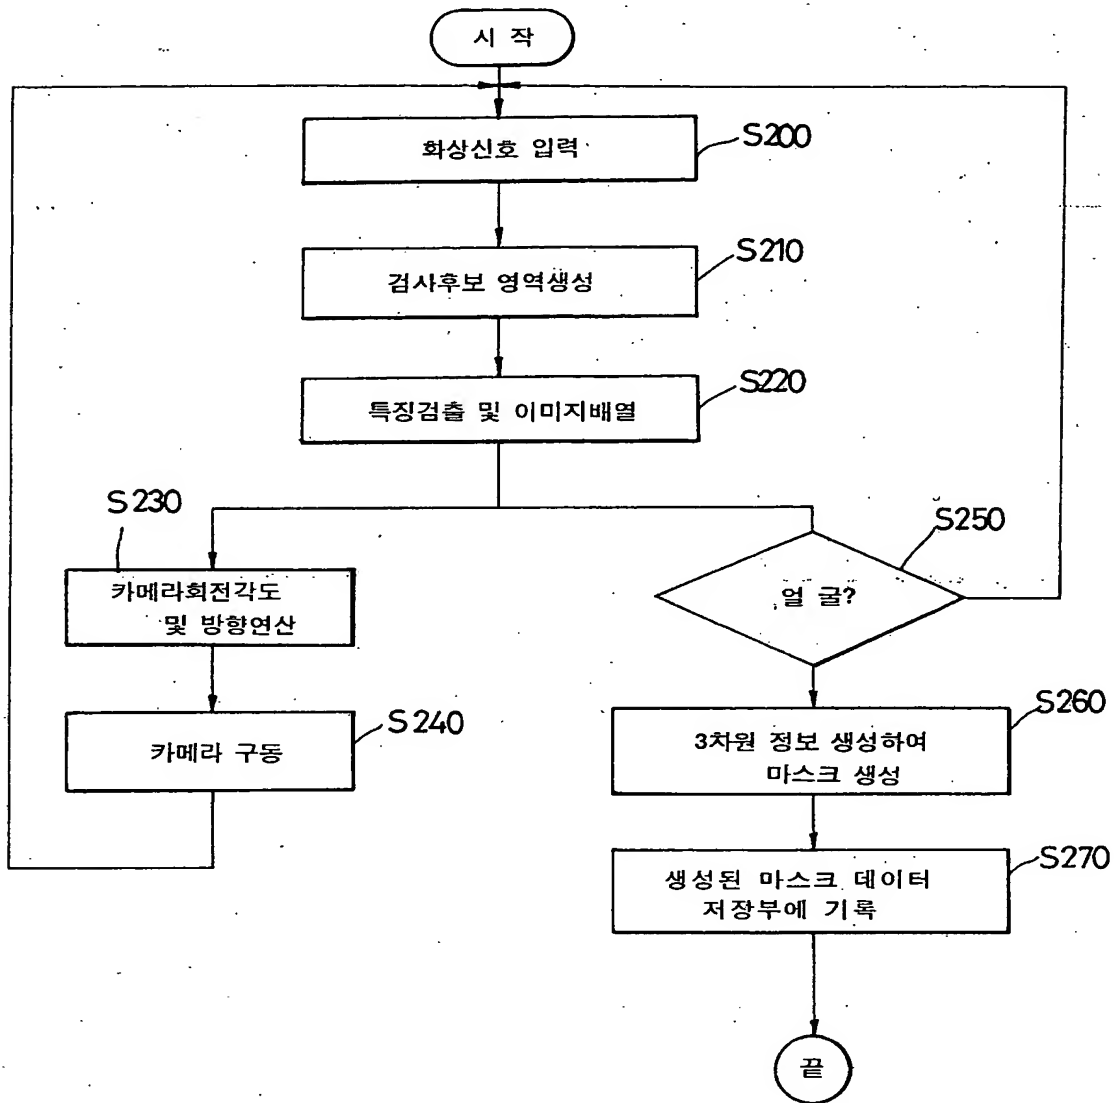 시 작
화상신호 입력
S200
검사후보 영역생성
S210
특징검출 및 이미지배열
S220
S230
카메라회전각도
및 방향연산
카메라 구동
S240
얼 굴?
S250
3차원 정보 생성하여
마스크 생성
S260
생성된 마스크 데이터
저장부에 기록
S270
끝